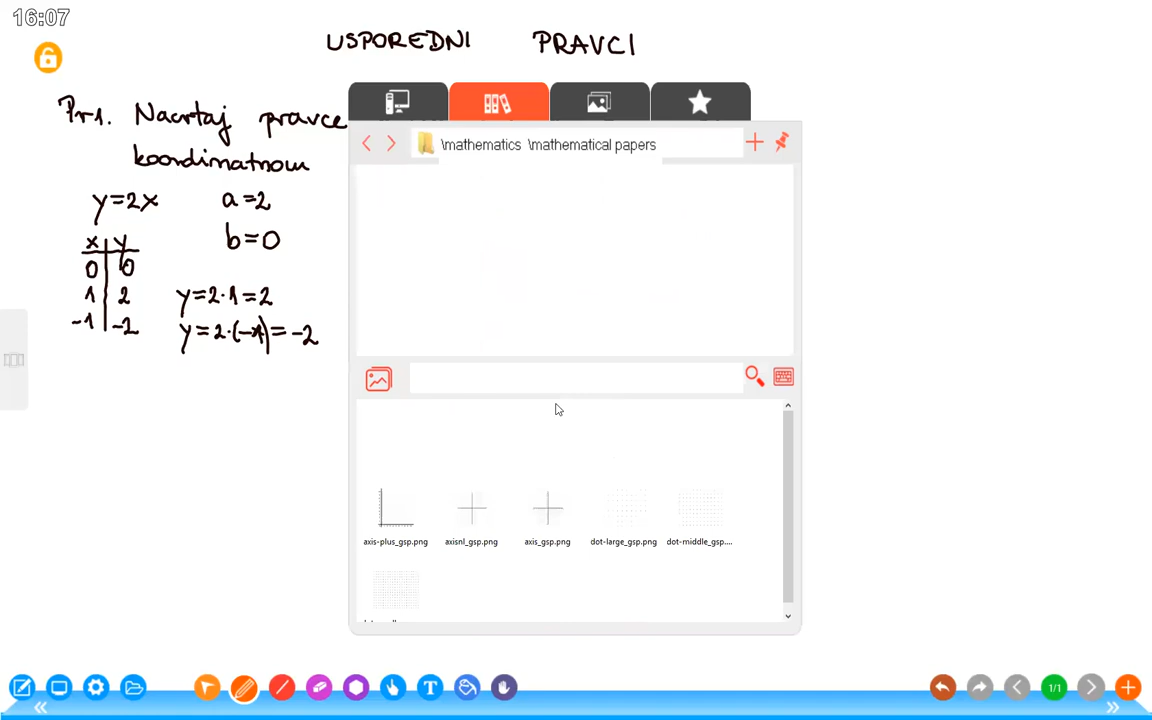 16:07
USPOREDNI PRAVCI
Pr1. Nacrtaj pravce
koordinatnom
y=2x a=2
b=0
x y
0 0
1 2 y=2·1=2
-1 -2 y=2·(-1)=-2
\mathematics \mathematical papers
axis-plus_gsp.png axisnl_gsp.png axis_gsp.png dot-large_gsp.png dot-middle_gsp....
T 1/1